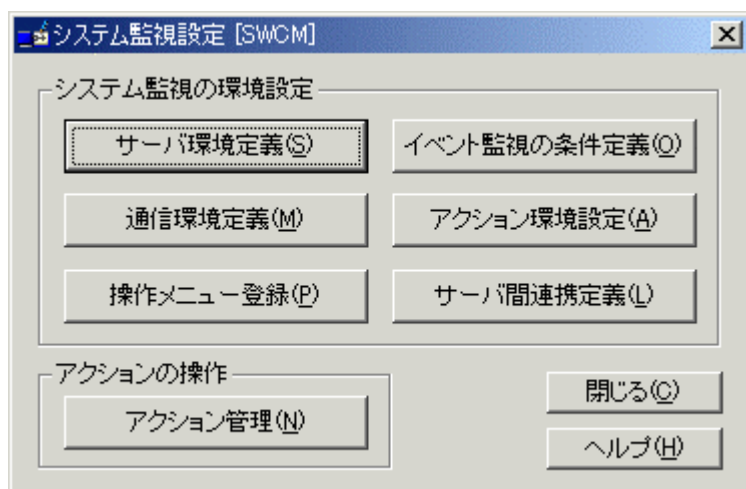 システム監視設定 [SWCM]
システム監視の環境設定
サーバ環境定義(S)
イベント監視の条件定義(O)
通信環境定義(M)
アクション環境設定(A)
操作メニュー登録(P)
サーバ間連携定義(L)
アクションの操作
アクション管理(N)
閉じる(C)
ヘルプ(H)